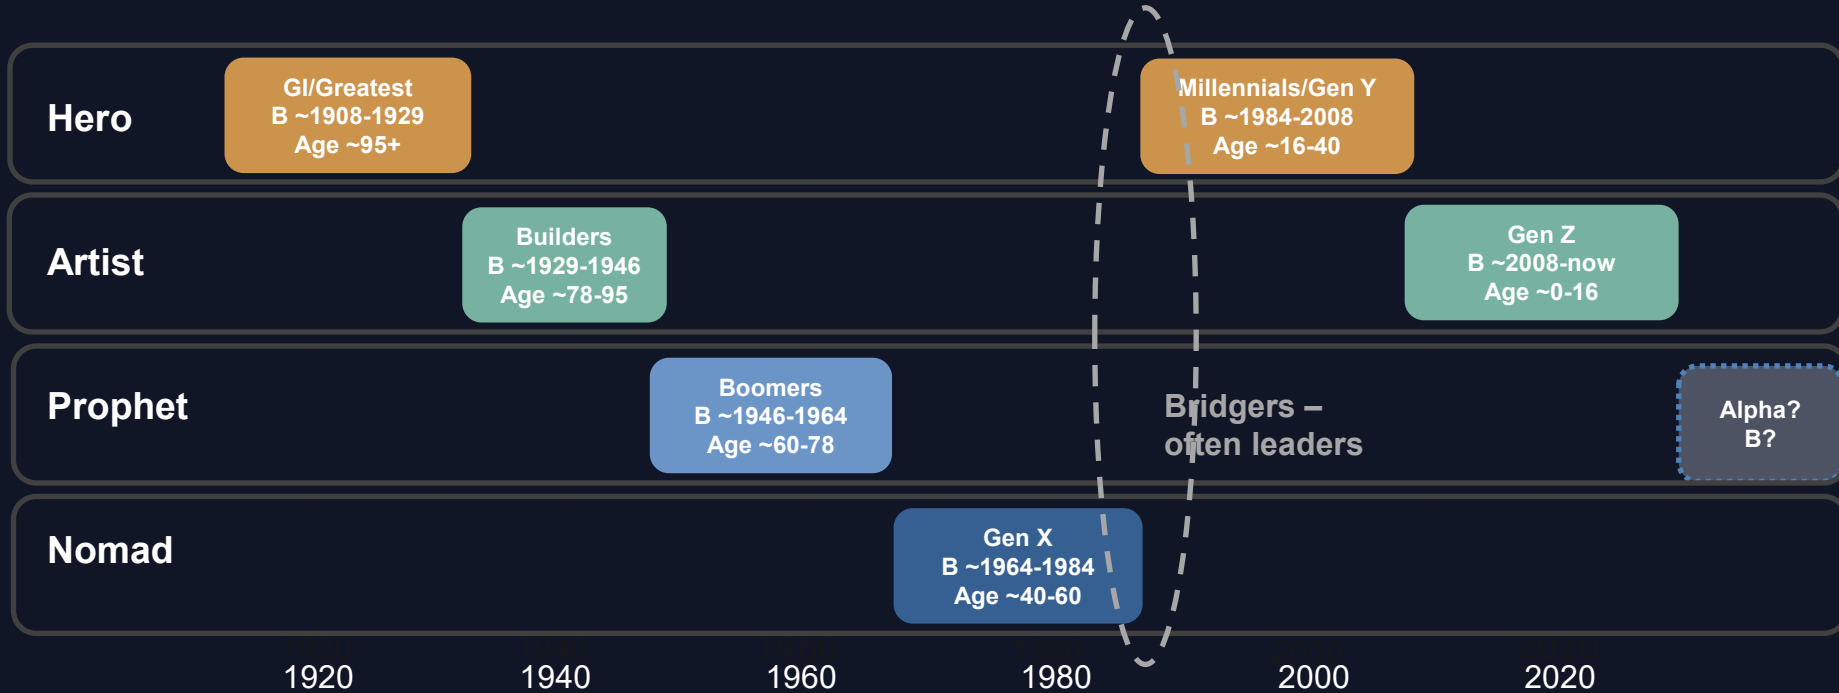 Hero
GI/Greatest
B ~1908-1929
Age ~95+
Millennials/Gen Y
B ~1984-2008
Age ~16-40
Artist
Builders
B ~1929-1946
Age ~78-95
Gen Z
B ~2008-now
Age ~0-16
Prophet
Boomers
B ~1946-1964
Age ~60-78
Bridgers –
often leaders
Alpha?
B?
Nomad
Gen X
B ~1964-1984
Age ~40-60
1920
1940
1960
1980
2000
2020